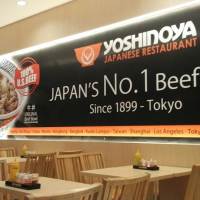 YOSHINOYA
JAPANESE RESTAURANT
100%
U.S. BEEF
JAPAN'S No.1 Beef
Since 1899 - Tokyo
Hongkong - Bangkok - Kuala Lumpur - Taiwan - Shanghai - Los Angeles - Tokyo